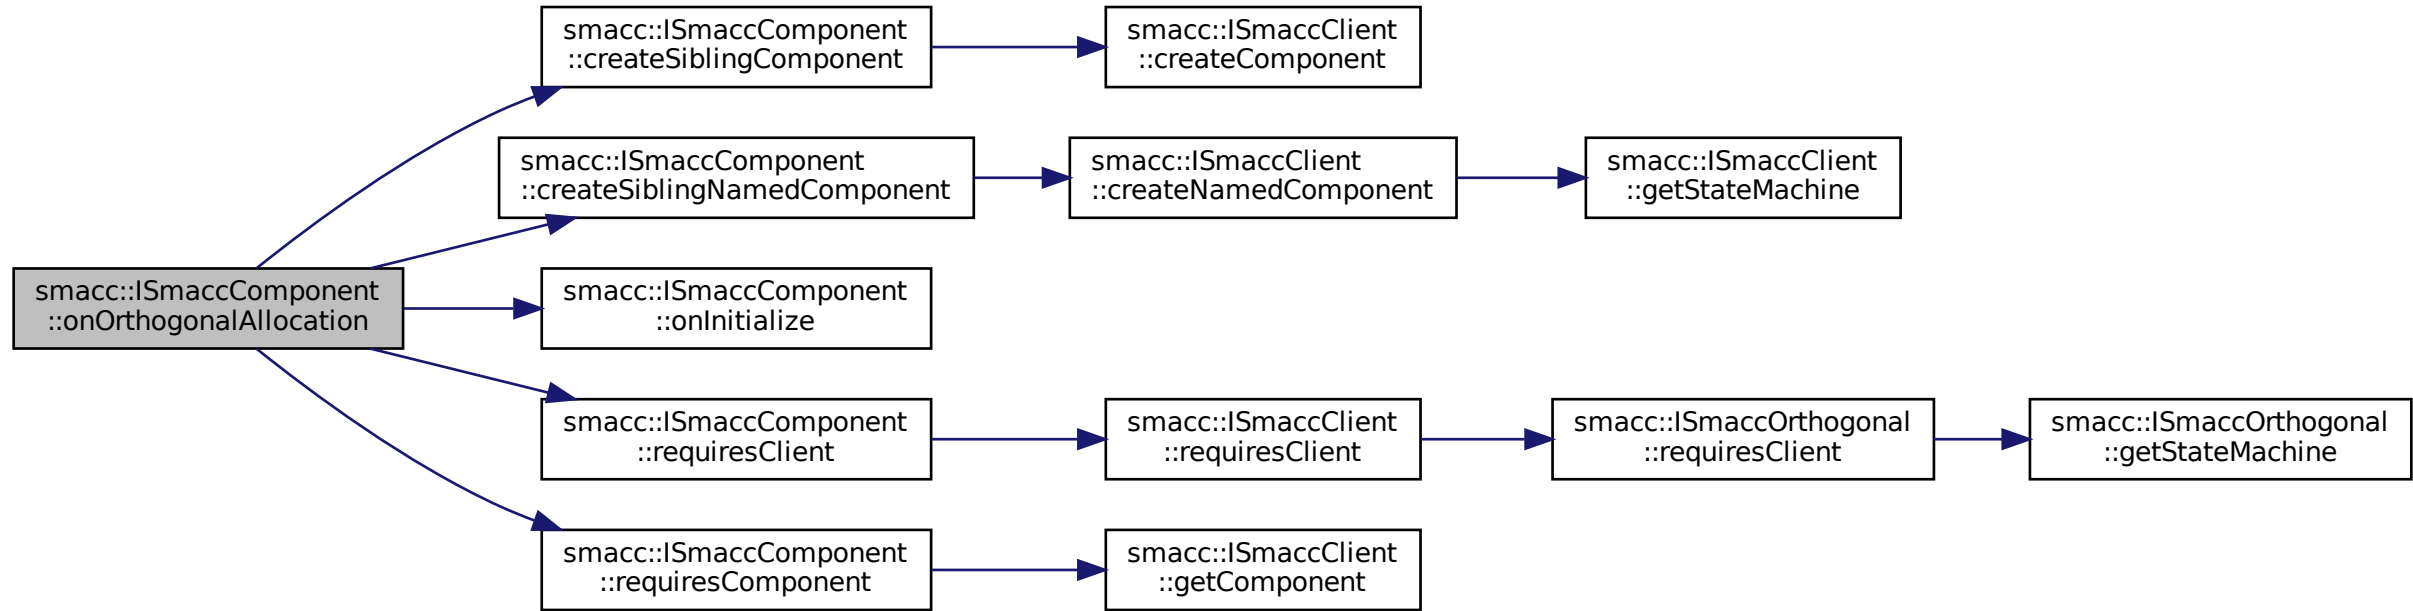 smacc::ISmaccComponent
::createSiblingComponent
smacc::ISmaccClient
::createComponent
smacc::ISmaccComponent
::createSiblingNamedComponent
smacc::ISmaccClient
::createNamedComponent
smacc::ISmaccClient
::getStateMachine
smacc::ISmaccComponent
::onOrthogonalAllocation
smacc::ISmaccComponent
::onInitialize
smacc::ISmaccComponent
::requiresClient
smacc::ISmaccClient
::requiresClient
smacc::ISmaccOrthogonal
::requiresClient
smacc::ISmaccOrthogonal
::getStateMachine
smacc::ISmaccComponent
::requiresComponent
smacc::ISmaccClient
::getComponent